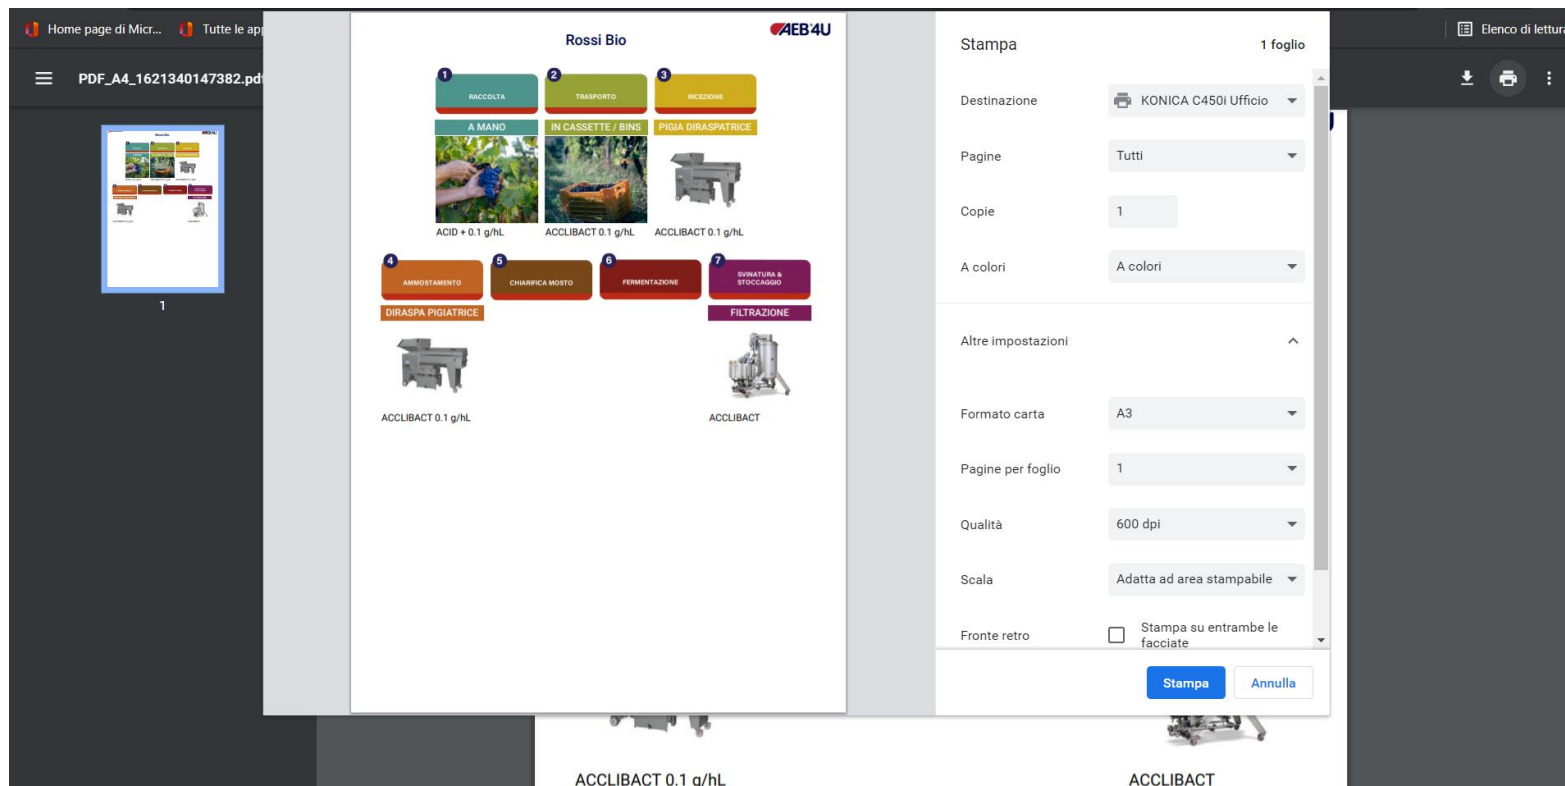 Home page di Micr...
Tutte le app
Elenco di lettura
PDF_A4_1621340147382.pdf
1
Rossi Bio
AEB4U
1
RACCOLTA
2
TRASPORTO
3
RICEZIONE
A MANO
IN CASSETTE / BINS
PIGIA DIRASPATRICE
ACID + 0.1 g/hL
ACCLIBACT 0.1 g/hL
ACCLIBACT 0.1 g/hL
4
AMMOSTAMENTO
5
CHIARIFICA MOSTO
6
FERMENTAZIONE
7
SVINATURA &
STOCCAGGIO
DIRASPA PIGIATRICE
FILTRAZIONE
ACCLIBACT 0.1 g/hL
ACCLIBACT
Stampa
1 foglio
Destinazione
KONICA C450i Ufficio
Pagine
Tutti
Copie
1
A colori
A colori
Altre impostazioni
Formato carta
A3
Pagine per foglio
1
Qualità
600 dpi
Scala
Adatta ad area stampabile
Fronte retro
Stampa su entrambe le
facciate
Stampa
Annulla
ACCLIBACT 0.1 g/hL
ACCLIBACT